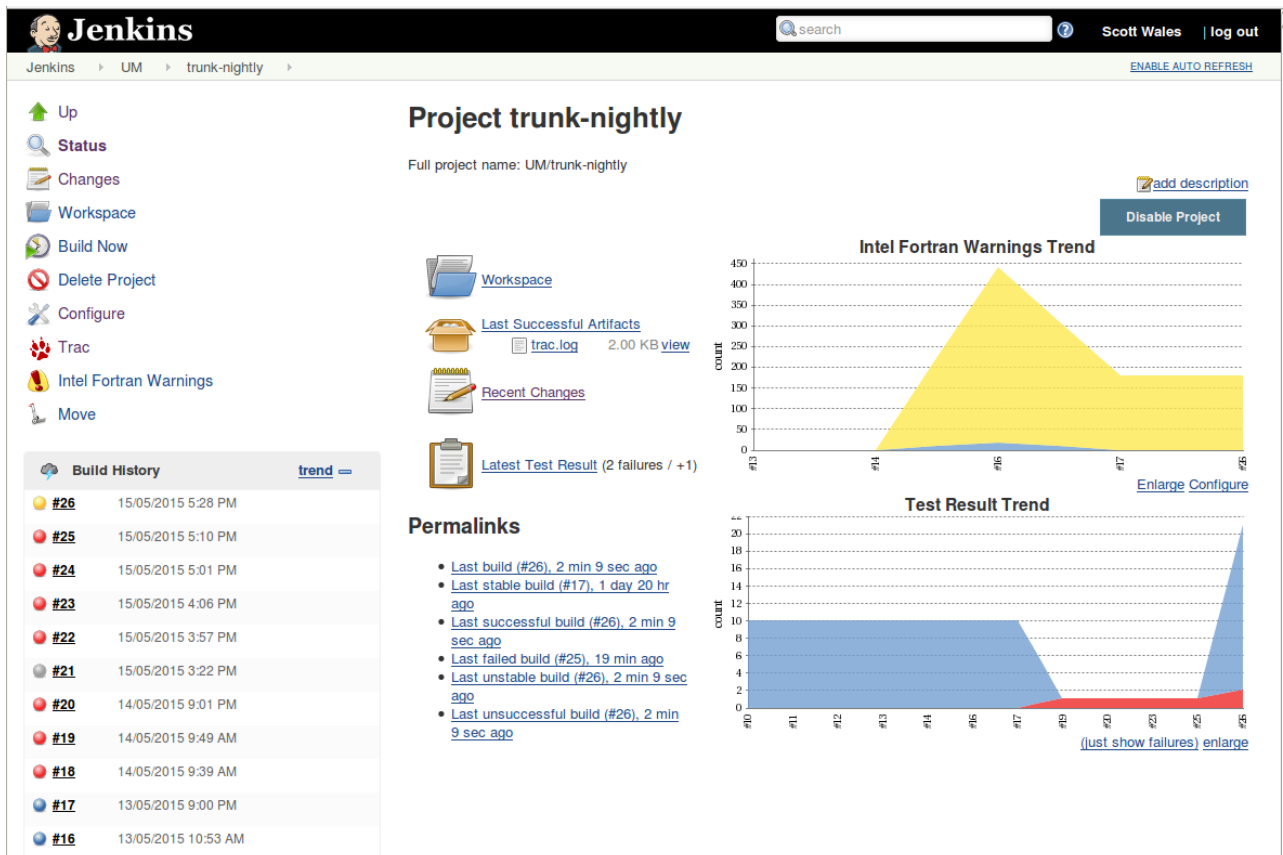 Jenkins
search
Scott Wales | log out
Jenkins UM trunk-nightly
ENABLE AUTO REFRESH
Up
Status
Changes
Workspace
Build Now
Delete Project
Configure
Trac
Intel Fortran Warnings
Move
Build History trend
#26 15/05/2015 5:28 PM
#25 15/05/2015 5:10 PM
#24 15/05/2015 5:01 PM
#23 15/05/2015 4:06 PM
#22 15/05/2015 3:57 PM
#21 15/05/2015 3:22 PM
#20 14/05/2015 9:01 PM
#19 14/05/2015 9:49 AM
#18 14/05/2015 9:39 AM
#17 13/05/2015 9:00 PM
#16 13/05/2015 10:53 AM
Project trunk-nightly
Full project name: UM/trunk-nightly
add description
Disable Project
Workspace
Last Successful Artifacts
trac.log 2.00 KB view
Recent Changes
Latest Test Result (2 failures / +1)
Permalinks
Last build (#26), 2 min 9 sec ago
Last stable build (#17), 1 day 20 hr
ago
Last successful build (#26), 2 min 9
sec ago
Last failed build (#25), 19 min ago
Last unstable build (#26), 2 min 9 sec
ago
Last unsuccessful build (#26), 2 min
9 sec ago
Intel Fortran Warnings Trend
450
400
350
300
250
200
150
100
50
0
count
#13 #14 #16 #17 #26
Enlarge Configure
Test Result Trend
22
20
18
16
14
12
10
8
6
4
2
0
count
#10 #11 #12 #13 #14 #16 #17 #19 #20 #23 #25 #26
(just show failures) enlarge